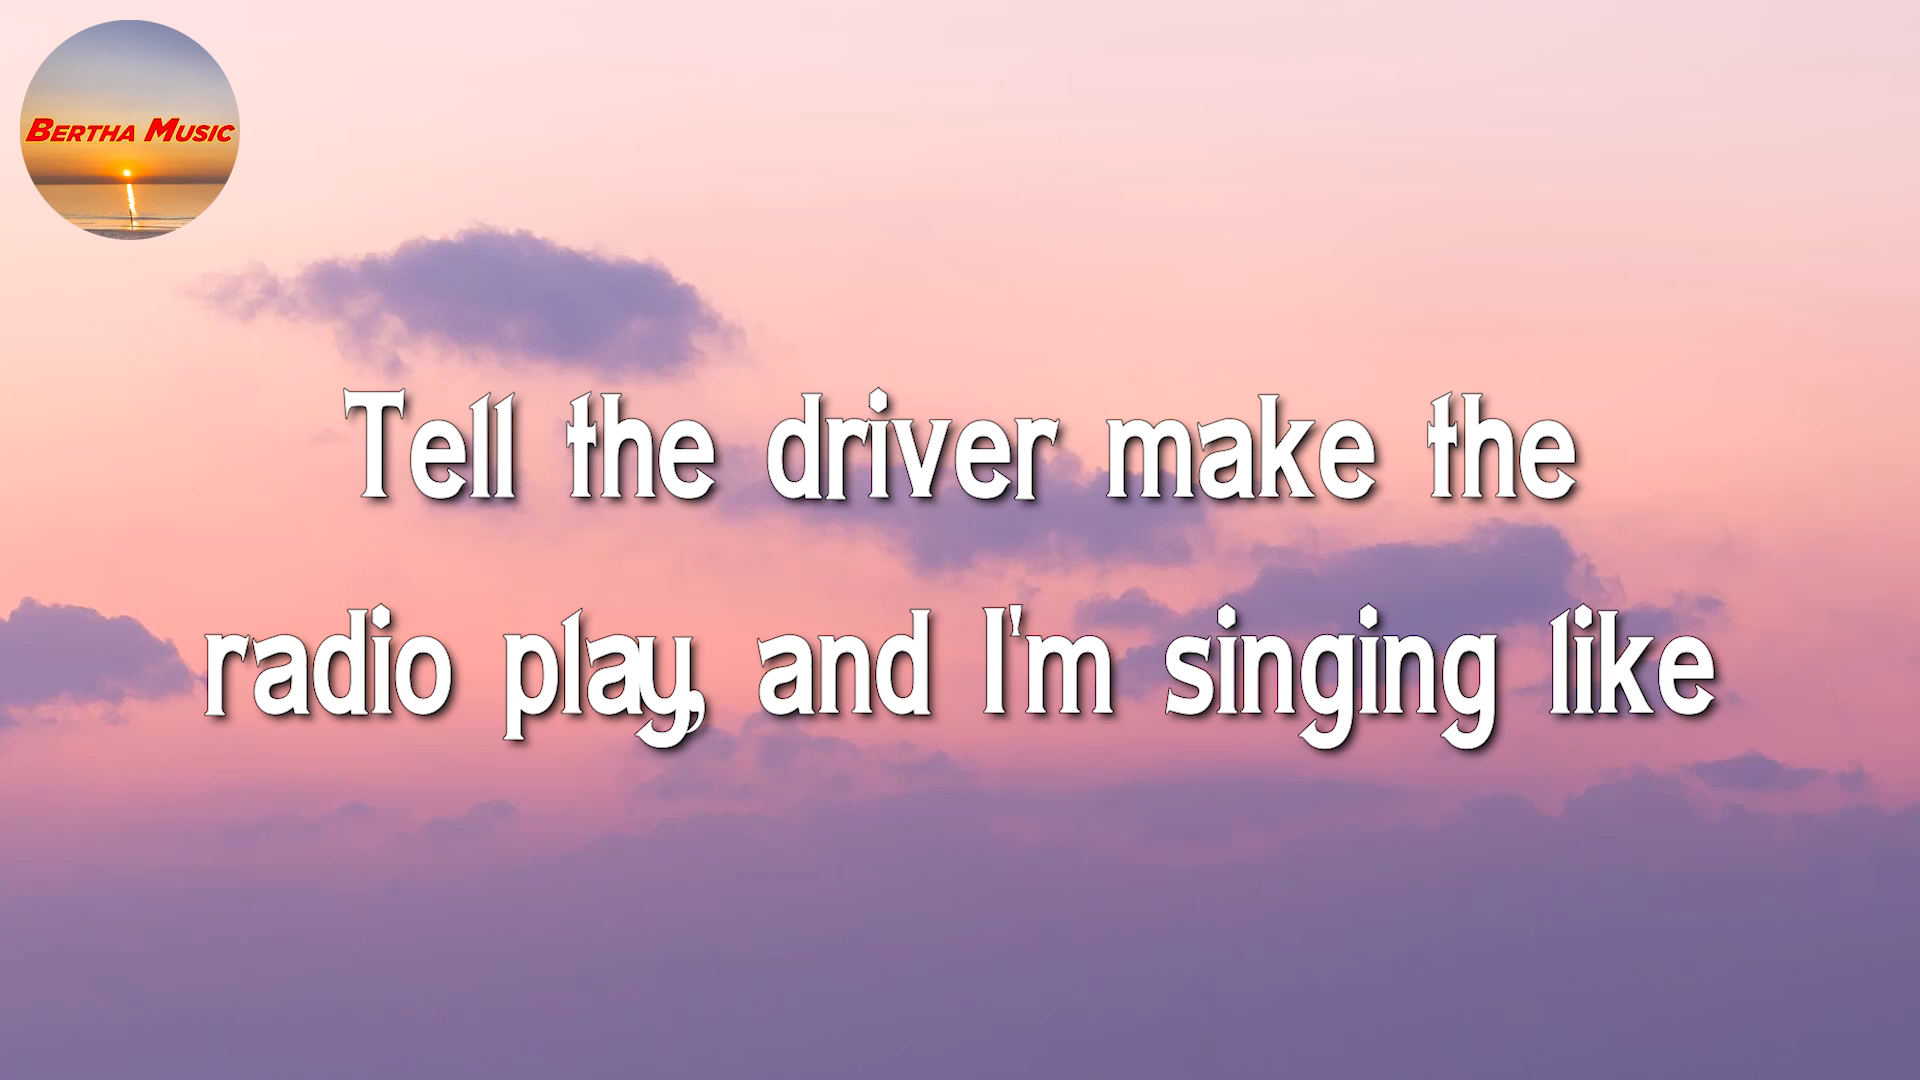 Bertha Music
Tell the driver make the
radio play, and I'm singing like